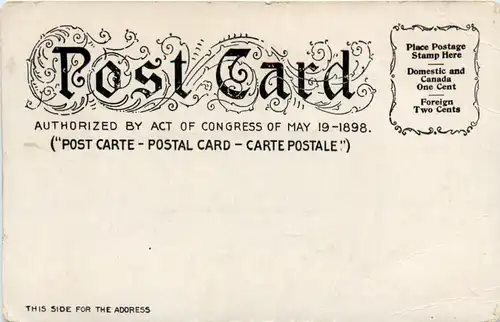 Post Card
AUTHORIZED BY ACT OF CONGRESS OF MAY 19-1898.
("POST CARTE - POSTAL CARD - CARTE POSTALE")
Place Postage
Stamp Here
Domestic and
Canada
One Cent
Foreign
Two Cents
THIS SIDE FOR THE ADDRESS